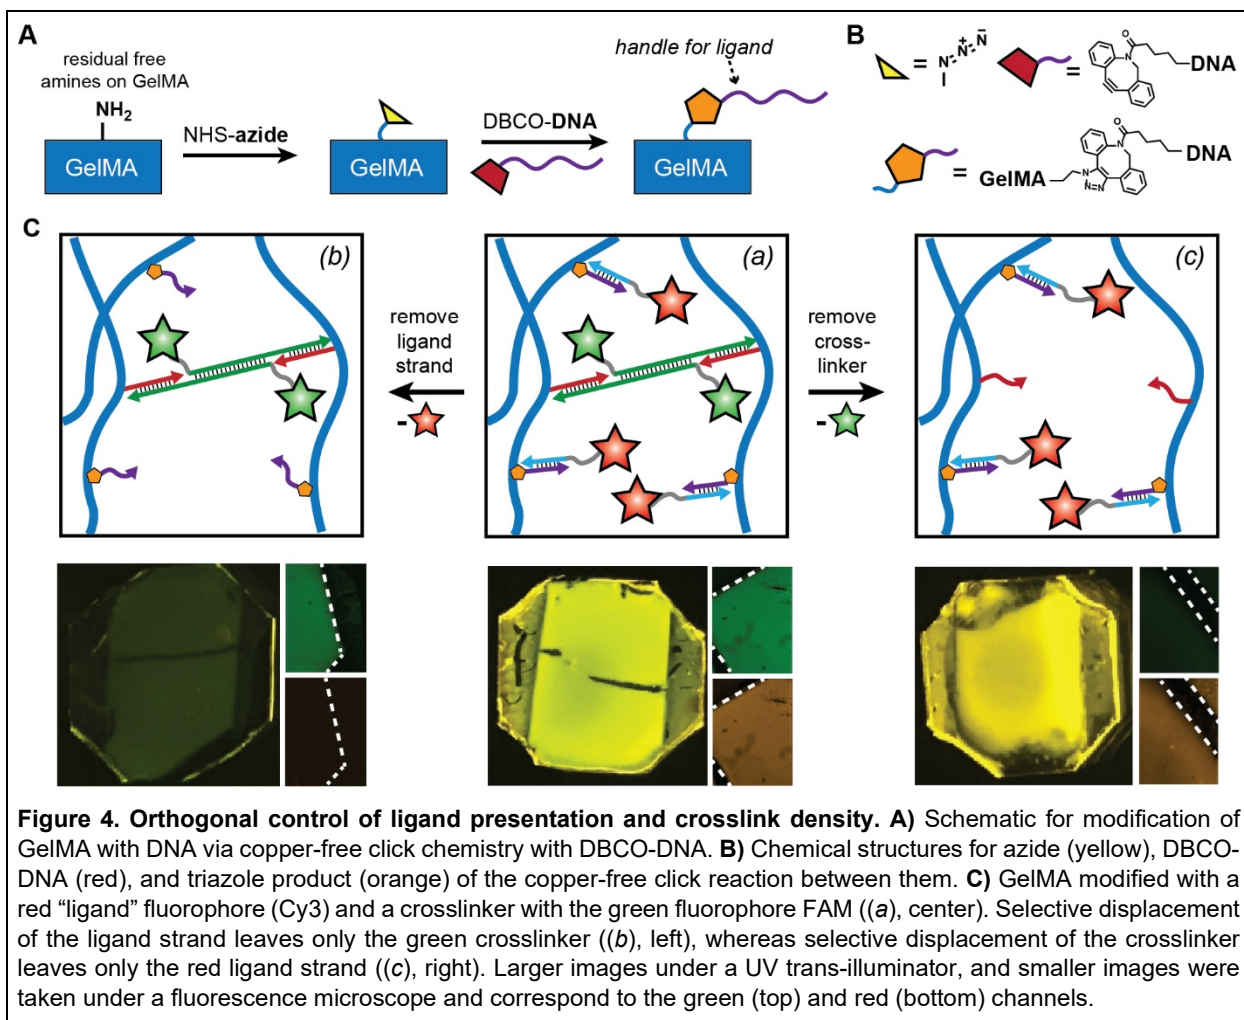 A
residual free
amines on GelMA
NH2
GelMA
NHS-azide
GelMA
DBCO-DNA
handle for ligand
GelMA
B
= N N+ N−
= O N DNA
= GelMA N N=N O N DNA
C
(b)
remove
ligand
strand
-
(a)
remove
cross-
linker
-
(c)
Figure 4. Orthogonal control of ligand presentation and crosslink density. A) Schematic for modification of
GelMA with DNA via copper-free click chemistry with DBCO-DNA. B) Chemical structures for azide (yellow), DBCO-
DNA (red), and triazole product (orange) of the copper-free click reaction between them. C) GelMA modified with a
red “ligand” fluorophore (Cy3) and a crosslinker with the green fluorophore FAM ((a), center). Selective displacement
of the ligand strand leaves only the green crosslinker ((b), left), whereas selective displacement of the crosslinker
leaves only the red ligand strand ((c), right). Larger images under a UV trans-illuminator, and smaller images were
taken under a fluorescence microscope and correspond to the green (top) and red (bottom) channels.